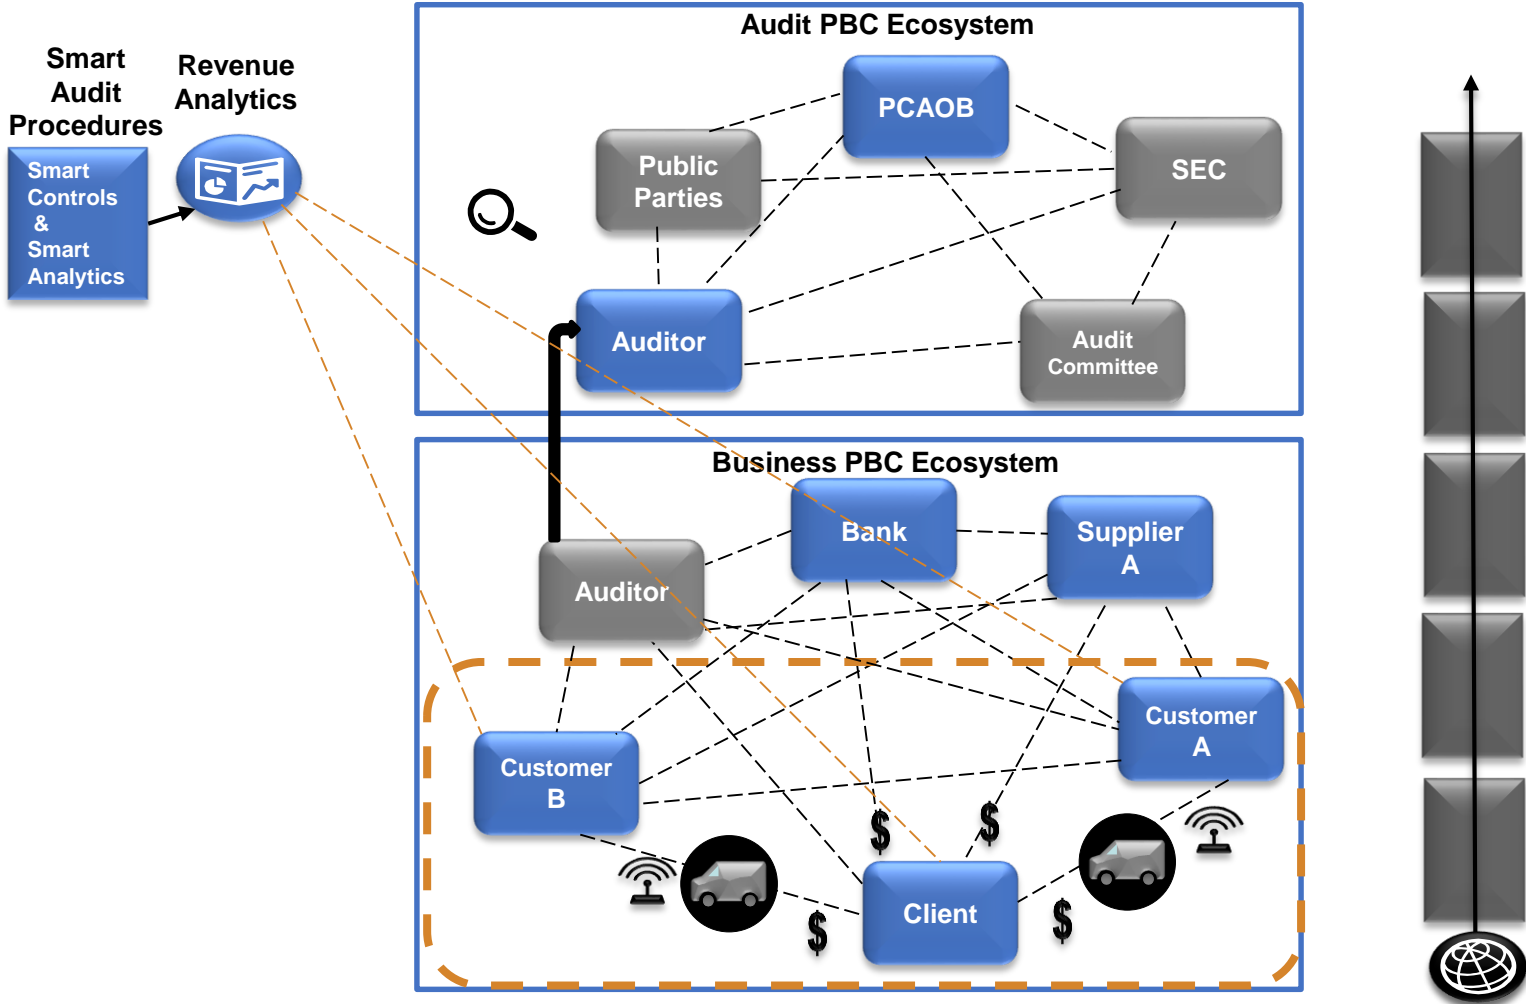 Smart
Audit
Procedures
Revenue
Analytics
Smart
Controls
&
Smart
Analytics
Audit PBC Ecosystem
PCAOB
Public
Parties
SEC
Auditor
Audit
Committee
Business PBC Ecosystem
Bank
Supplier
A
Auditor
Customer
A
Customer
B
$
$
Client
$
$